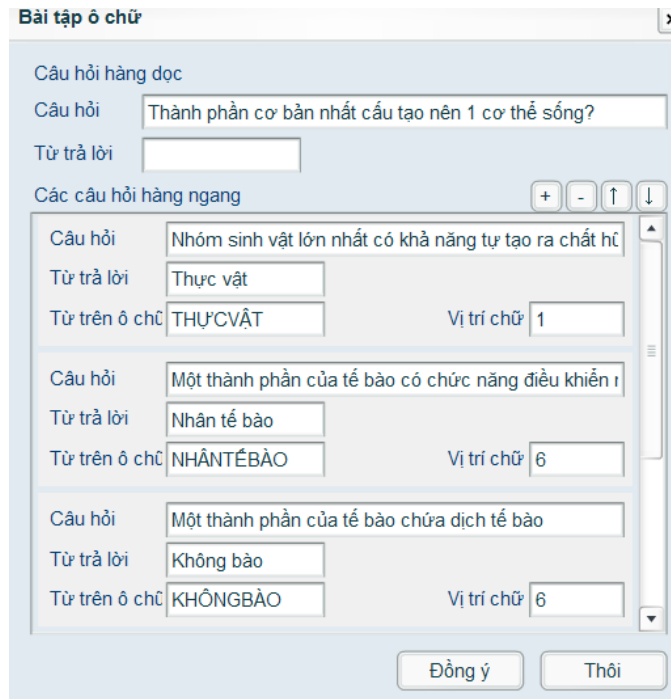 Bài tập ô chữ
Câu hỏi hàng dọc
Câu hỏi Thành phần cơ bản nhất cấu tạo nên 1 cơ thể sống?
Từ trả lời
Các câu hỏi hàng ngang + - ↑ ↓
Câu hỏi Nhóm sinh vật lớn nhất có khả năng tự tạo ra chất
Từ trả lời Thực vật
Từ trên ô chữ THỰCVẬT Vị trí chữ 1
Câu hỏi Một thành phần của tế bào có chức năng điều khiển
Từ trả lời Nhân tế bào
Từ trên ô chữ NHÂNTẾBÀO Vị trí chữ 6
Câu hỏi Một thành phần của tế bào chứa dịch tế bào
Từ trả lời Không bào
Từ trên ô chữ KHÔNGBÀO Vị trí chữ 6
Đồng ý Thôi